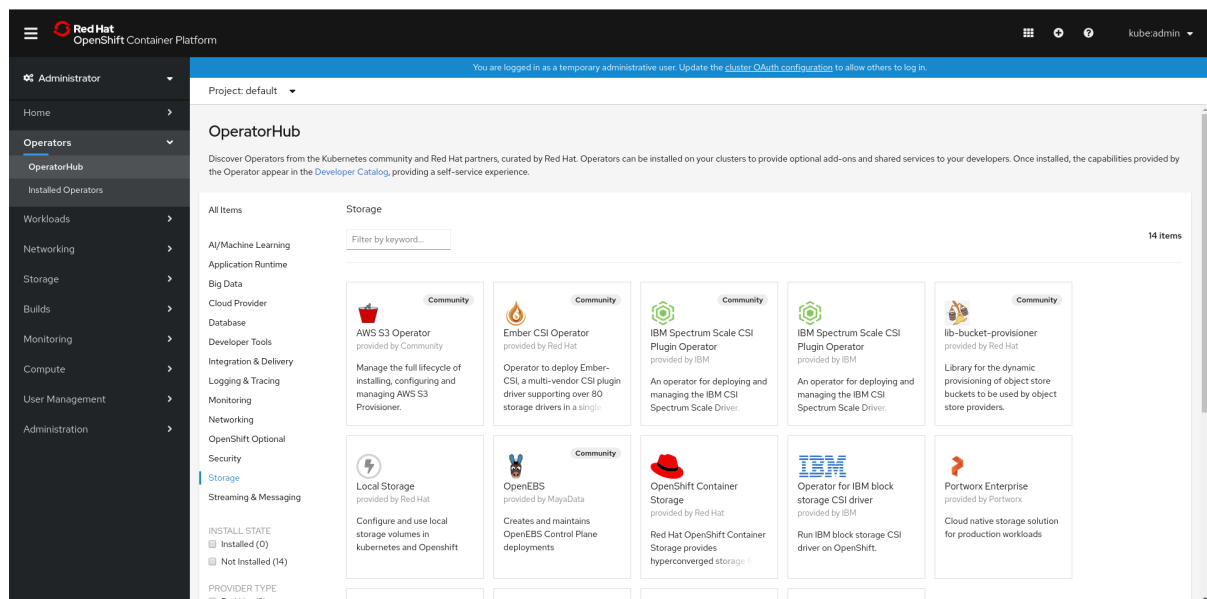 Red Hat
OpenShift Container Platform
kube:admin
Administrator
You are logged in as a temporary administrative user. Update the cluster OAuth configuration to allow others to log in.
Project: default
Home
Operators
OperatorHub
Installed Operators
Workloads
Networking
Storage
Builds
Monitoring
Compute
User Management
Administration
OperatorHub
Discover Operators from the Kubernetes community and Red Hat partners, curated by Red Hat. Operators can be installed on your clusters to provide optional add-ons and shared services to your developers. Once installed, the capabilities provided by
the Operator appear in the Developer Catalog, providing a self-service experience.
All Items
AI/Machine Learning
Application Runtime
Big Data
Cloud Provider
Database
Developer Tools
Integration & Delivery
Logging & Tracing
Monitoring
Networking
OpenShift Optional
Security
Storage
Streaming & Messaging
INSTALL STATE
Installed (0)
Not Installed (14)
PROVIDER TYPE
Storage
Filter by keyword...
14 items
Community
AWS S3 Operator
provided by Community
Manage the full lifecycle of
installing, configuring and
managing AWS S3
Provisioner.
Community
Ember CSI Operator
provided by Red Hat
Operator to deploy Ember-
CSI, a multi-vendor CSI plugin
driver supporting over 80
storage drivers in a single
Community
IBM Spectrum Scale CSI
Plugin Operator
provided by IBM
An operator for deploying and
managing the IBM CSI
Spectrum Scale Driver.
IBM Spectrum Scale CSI
Plugin Operator
provided by IBM
An operator for deploying and
managing the IBM CSI
Spectrum Scale Driver.
Community
lib-bucket-provisioner
provided by Red Hat
Library for the dynamic
provisioning of object store
buckets to be used by object
store providers.
Local Storage
provided by Red Hat
Configure and use local
storage volumes in
kubernetes and Openshift
Community
OpenEBS
provided by MayaData
Creates and maintains
OpenEBS Control Plane
deployments
OpenShift Container
Storage
provided by Red Hat
Red Hat OpenShift Container
Storage provides
hyperconverged storage
IBM
Operator for IBM block
storage CSI driver
provided by IBM
Run IBM block storage CSI
driver on OpenShift.
Portworx Enterprise
provided by Portworx
Cloud native storage solution
for production workloads